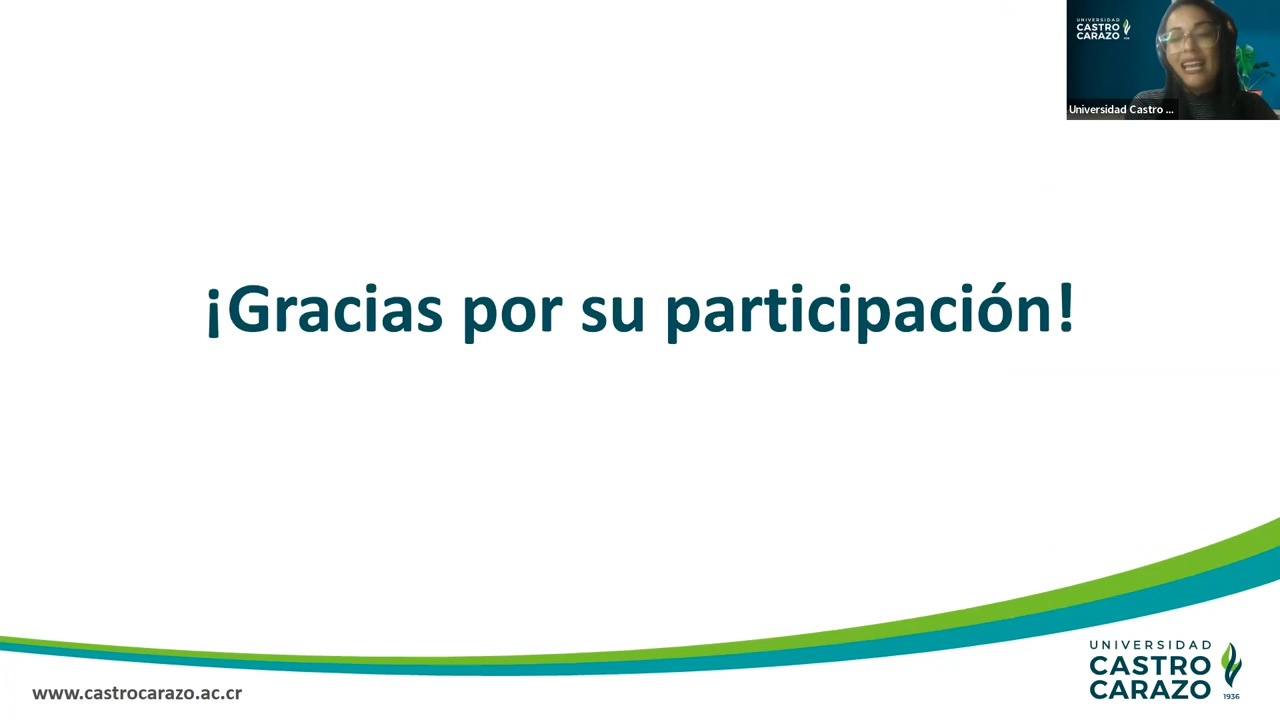 UNIVERSIDAD
CASTRO
CARAZO
Universidad Castro ...
¡Gracias por su participación!
www.castrocarazo.ac.cr
UNIVERSIDAD
CASTRO
CARAZO
1936